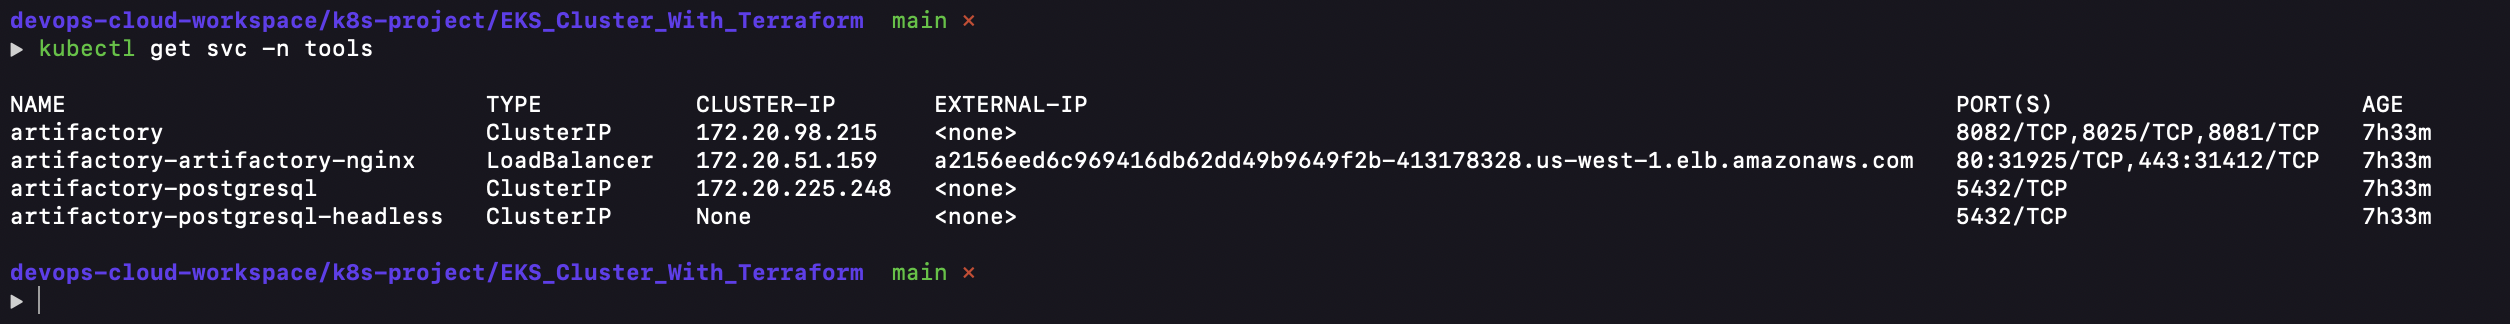 devops-cloud-workspace/k8s-project/EKS_Cluster_With_Terraform main ×
▶ kubectl get svc -n tools
NAME TYPE CLUSTER-IP EXTERNAL-IP PORT(S) AGE
artifactory ClusterIP 172.20.98.215 <none> 8082/TCP,8025/TCP,8081/TCP 7h33m
artifactory-artifactory-nginx LoadBalancer 172.20.51.159 a2156eed6c969416db62dd49b9649f2b-413178328.us-west-1.elb.amazonaws.com 80:31925/TCP,443:31412/TCP 7h33m
artifactory-postgresql ClusterIP 172.20.225.248 <none> 5432/TCP 7h33m
artifactory-postgresql-headless ClusterIP None <none> 5432/TCP 7h33m
devops-cloud-workspace/k8s-project/EKS_Cluster_With_Terraform main ×
▶